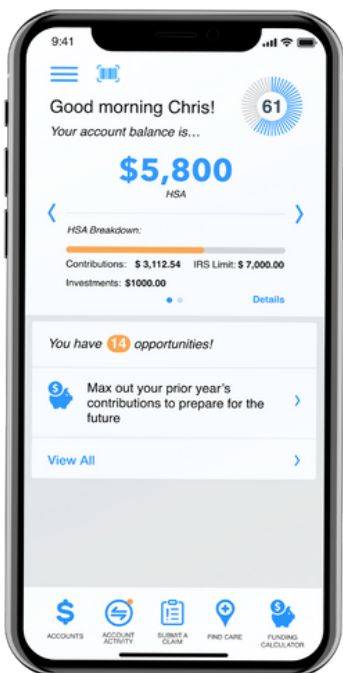 9:41
Good morning Chris!
61
Your account balance is...
$5,800
HSA
HSA Breakdown:
Contributions: $ 3,112.54 IRS Limit: $ 7,000.00
Investments: $1000.00
Details
You have 14 opportunities!
Max out your prior year's
contributions to prepare for the
future
View All
ACCOUNTS
ACCOUNT
ACTIVITY
SUBMIT A
CLAIM
FIND CARE
FUNDING
CALCULATOR